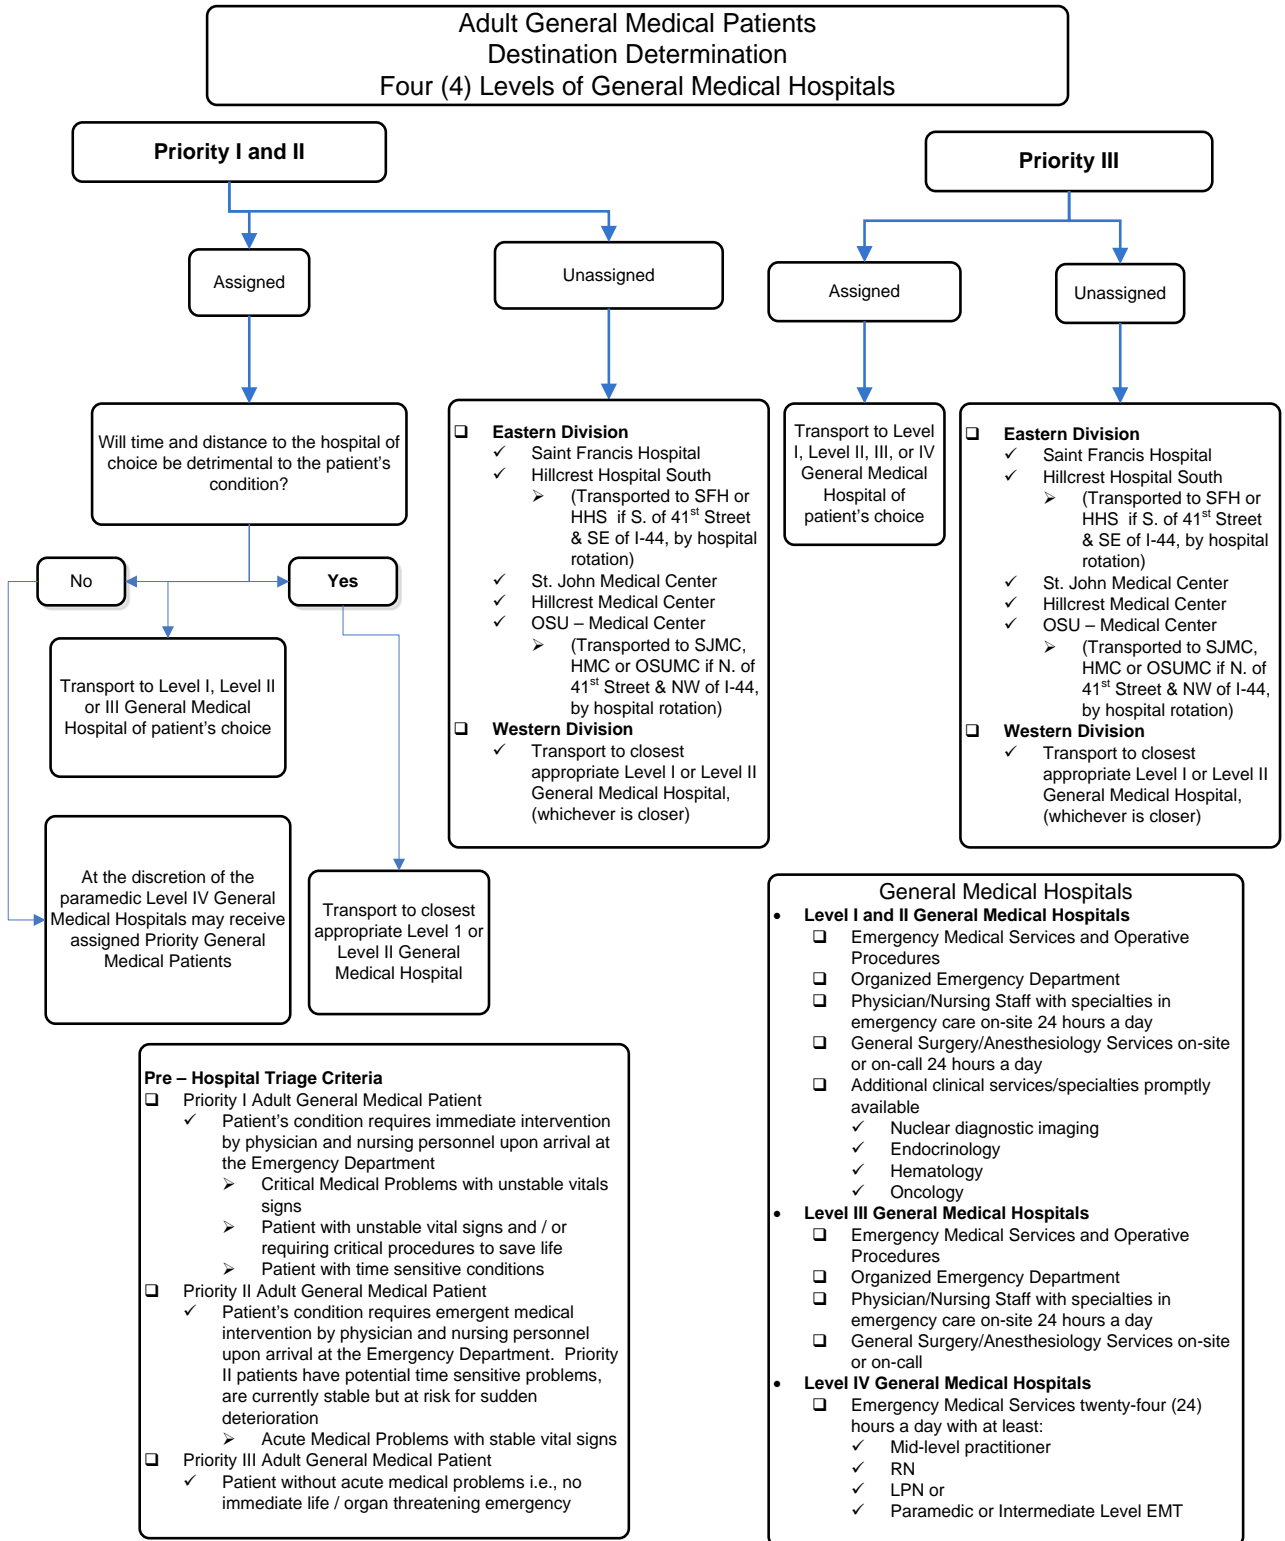 Adult General Medical Patients
Destination Determination
Four (4) Levels of General Medical Hospitals
Priority I and II
Priority III
Assigned
Unassigned
Assigned
Unassigned
Will time and distance to the hospital of
choice be detrimental to the patient's
condition?
No
Yes
Transport to Level I, Level II
or III General Medical
Hospital of patient's choice
At the discretion of the
paramedic Level IV General
Medical Hospitals may receive
assigned Priority General
Medical Patients
Transport to closest
appropriate Level 1 or
Level II General
Medical Hospital
❑ Eastern Division
✓ Saint Francis Hospital
✓ Hillcrest Hospital South
➢ (Transported to SFH or
HHS if S. of 41st Street
& SE of I-44, by hospital
rotation)
✓ St. John Medical Center
✓ Hillcrest Medical Center
✓ OSU – Medical Center
➢ (Transported to SJMC,
HMC or OSUMC if N. of
41st Street & NW of I-44,
by hospital rotation)
❑ Western Division
✓ Transport to closest
appropriate Level I or Level II
General Medical Hospital,
(whichever is closer)
Transport to Level
I, Level II, III, or IV
General Medical
Hospital of
patient's choice
❑ Eastern Division
✓ Saint Francis Hospital
✓ Hillcrest Hospital South
➢ (Transported to SFH or
HHS if S. of 41st Street
& SE of I-44, by hospital
rotation)
✓ St. John Medical Center
✓ Hillcrest Medical Center
✓ OSU – Medical Center
➢ (Transported to SJMC,
HMC or OSUMC if N. of
41st Street & NW of I-44,
by hospital rotation)
❑ Western Division
✓ Transport to closest
appropriate Level I or Level II
General Medical Hospital,
(whichever is closer)
Pre – Hospital Triage Criteria
❑ Priority I Adult General Medical Patient
✓ Patient's condition requires immediate intervention
by physician and nursing personnel upon arrival at
the Emergency Department
➢ Critical Medical Problems with unstable vitals
signs
➢ Patient with unstable vital signs and / or
requiring critical procedures to save life
➢ Patient with time sensitive conditions
❑ Priority II Adult General Medical Patient
✓ Patient's condition requires emergent medical
intervention by physician and nursing personnel
upon arrival at the Emergency Department. Priority
II patients have potential time sensitive problems,
are currently stable but at risk for sudden
deterioration
➢ Acute Medical Problems with stable vital signs
❑ Priority III Adult General Medical Patient
✓ Patient without acute medical problems i.e., no
immediate life / organ threatening emergency
General Medical Hospitals
• Level I and II General Medical Hospitals
❑ Emergency Medical Services and Operative
Procedures
❑ Organized Emergency Department
❑ Physician/Nursing Staff with specialties in
emergency care on-site 24 hours a day
❑ General Surgery/Anesthesiology Services on-site
or on-call 24 hours a day
❑ Additional clinical services/specialties promptly
available
✓ Nuclear diagnostic imaging
✓ Endocrinology
✓ Hematology
✓ Oncology
• Level III General Medical Hospitals
❑ Emergency Medical Services and Operative
Procedures
❑ Organized Emergency Department
❑ Physician/Nursing Staff with specialties in
emergency care on-site 24 hours a day
❑ General Surgery/Anesthesiology Services on-site
or on-call
• Level IV General Medical Hospitals
❑ Emergency Medical Services twenty-four (24)
hours a day with at least:
✓ Mid-level practitioner
✓ RN
✓ LPN or
✓ Paramedic or Intermediate Level EMT